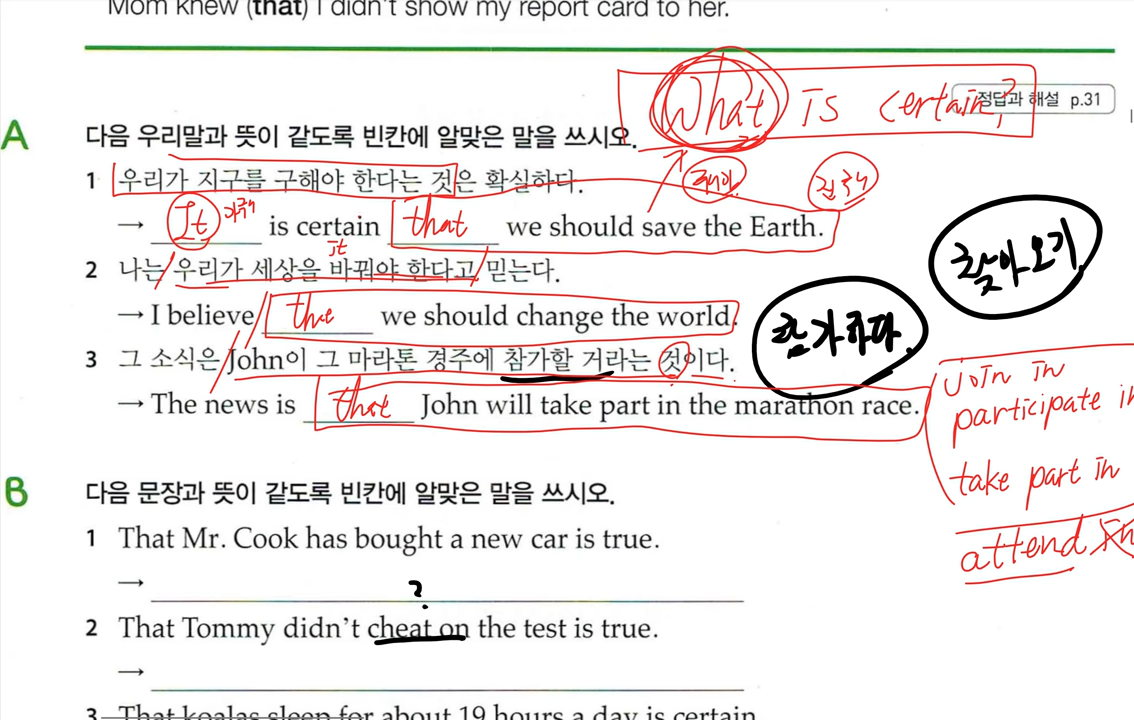 Mom knew (that) I didn't show my report card to her.
What is certain?
정답과 해설 p.31
A 다음 우리말과 뜻이 같도록 빈칸에 알맞은 말을 쓰시오.
1 우리가 지구를 구해야 한다는 것은 확실하다.
→ It is certain that we should save the Earth.
2 나는 우리가 세상을 바꿔야 한다고 믿는다.
→ I believe we should change the world.
찾아오기
참가하다.
3 그 소식은 John이 그 마라톤 경주에 참가할 거라는 것이다.
→ The news is that John will take part in the marathon race.
join in
participate in
take part in
attend
B 다음 문장과 뜻이 같도록 빈칸에 알맞은 말을 쓰시오.
1 That Mr. Cook has bought a new car is true.
→
?
2 That Tommy didn't cheat on the test is true.
→
3 That koalas sleep for about 19 hours a day is certain